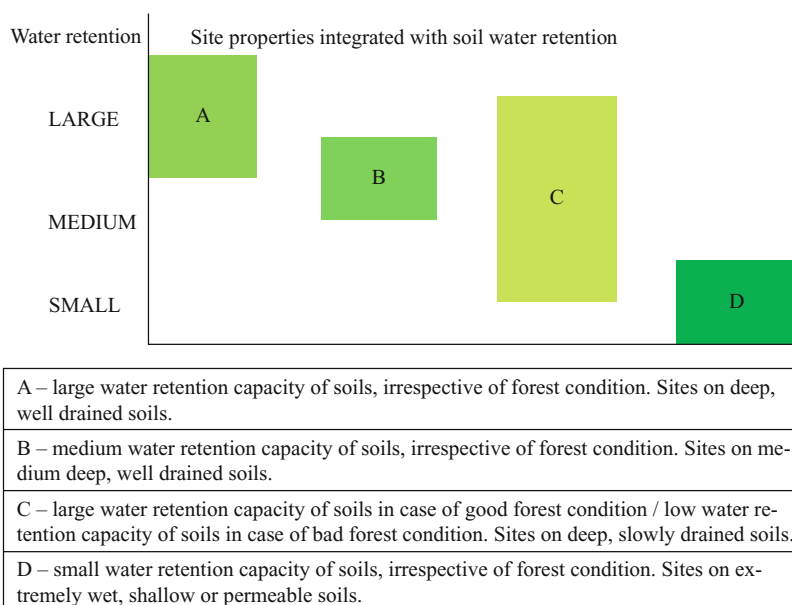 Water retention
Site properties integrated with soil water retention
LARGE
A
B
MEDIUM
C
SMALL
D
A – large water retention capacity of soils, irrespective of forest condition. Sites on deep,
well drained soils.
B – medium water retention capacity of soils, irrespective of forest condition. Sites on me-
dium deep, well drained soils.
C – large water retention capacity of soils in case of good forest condition / low water re-
tention capacity of soils in case of bad forest condition. Sites on deep, slowly drained soils.
D – small water retention capacity of soils, irrespective of forest condition. Sites on ex-
tremely wet, shallow or permeable soils.